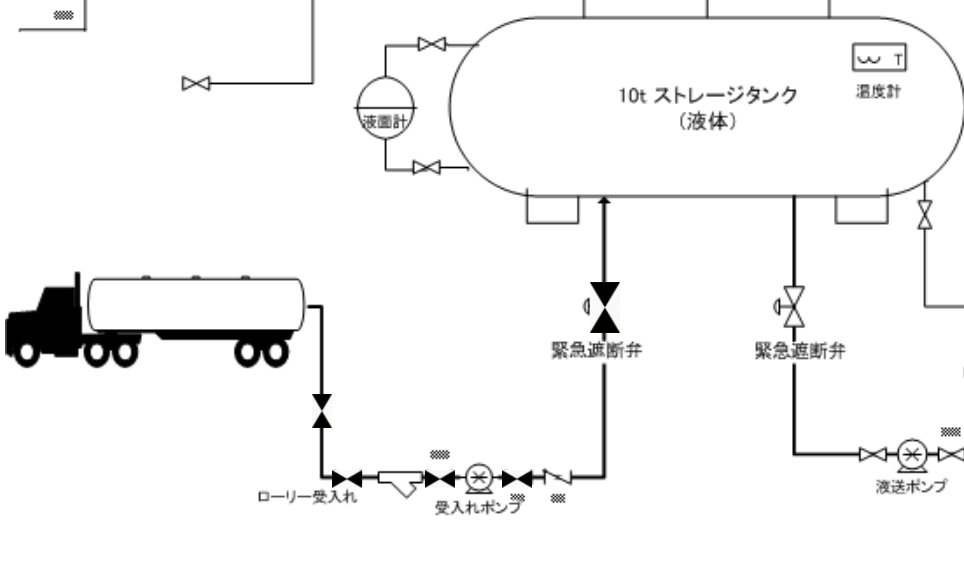 10t ストレージタンク
（液体）
温度計
T
液面計
緊急遮断弁
緊急遮断弁
ローリー受入れ
受入れポンプ
液送ポンプ